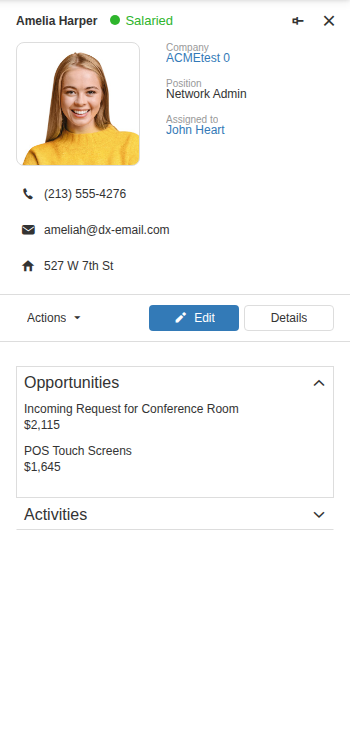 Amelia Harper Salaried
Company
ACMEtest 0
Position
Network Admin
Assigned to
John Heart
(213) 555-4276
ameliah@dx-email.com
527 W 7th St
Actions Edit Details
Opportunities
Incoming Request for Conference Room
$2,115
POS Touch Screens
$1,645
Activities